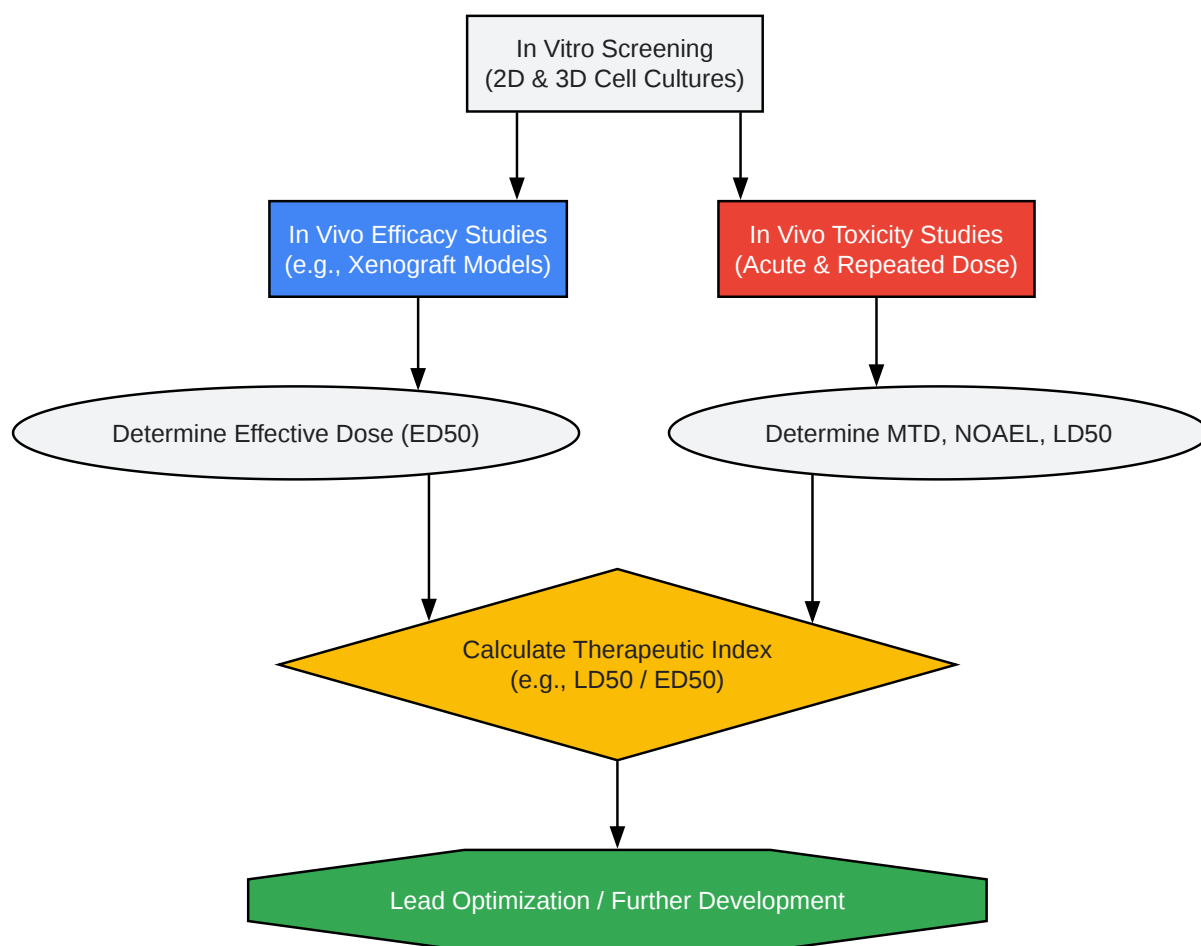 In Vitro Screening
(2D & 3D Cell Cultures)
In Vivo Efficacy Studies
(e.g., Xenograft Models)
In Vivo Toxicity Studies
(Acute & Repeated Dose)
Determine Effective Dose (ED50)
Determine MTD, NOAEL, LD50
Calculate Therapeutic Index
(e.g., LD50 / ED50)
Lead Optimization / Further Development